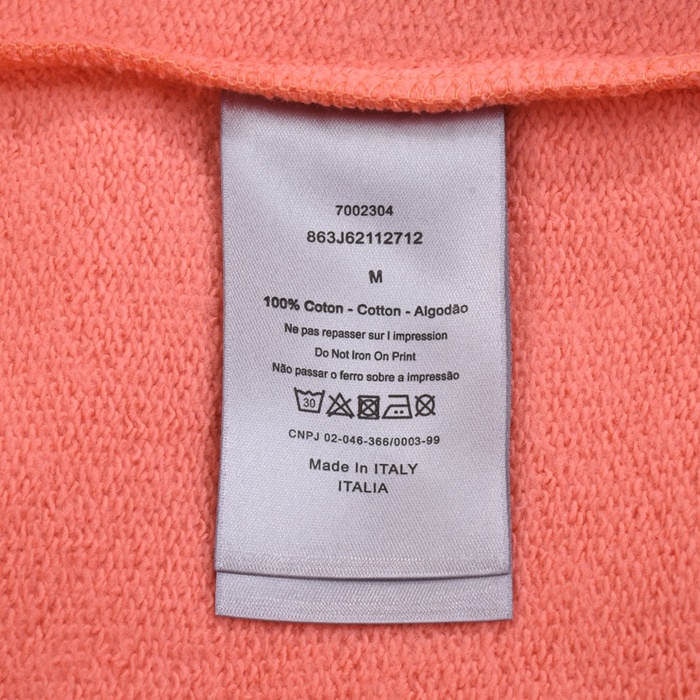 7002304
863J62112712
M
100% Coton - Cotton - Algodão
Ne pas repasser sur l impression
Do Not Iron On Print
Não passar o ferro sobre a impressão
30
CNPJ 02-046-366/0003-99
Made In ITALY
ITALIA